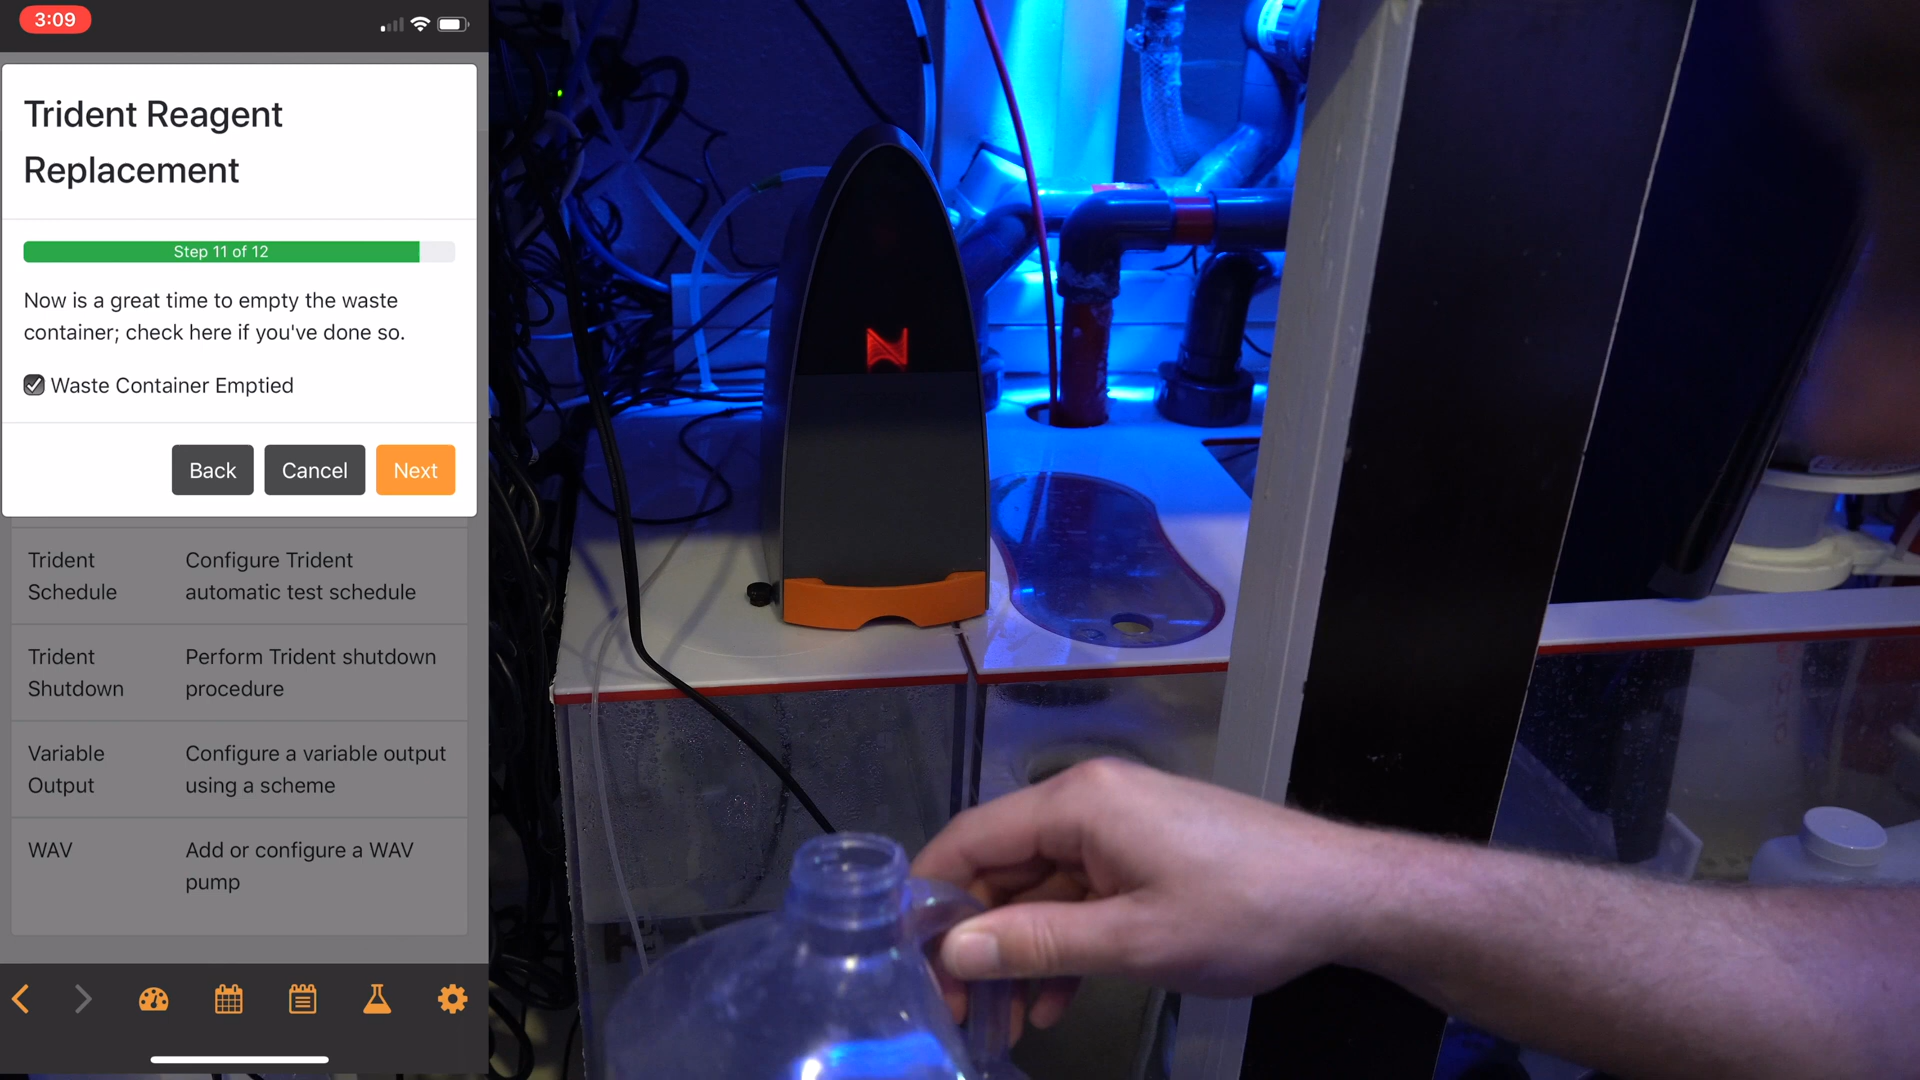 3:09
Trident Reagent
Replacement
Step 11 of 12
Now is a great time to empty the waste
container; check here if you've done so.
Waste Container Emptied
Back
Cancel
Next
Trident
Schedule
Configure Trident
automatic test schedule
Trident
Shutdown
Perform Trident shutdown
procedure
Variable
Output
Configure a variable output
using a scheme
WAV
Add or configure a WAV
pump